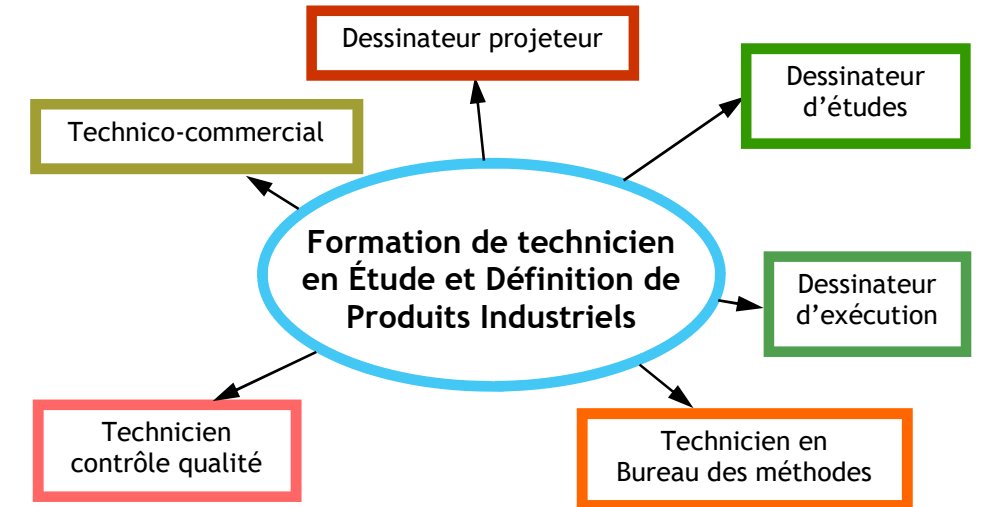 Dessinateur projeteur
Dessinateur
d’études
Technico-commercial
Formation de technicien
en Étude et Définition de
Produits Industriels
Dessinateur
d’exécution
Technicien
contrôle qualité
Technicien en
Bureau des méthodes